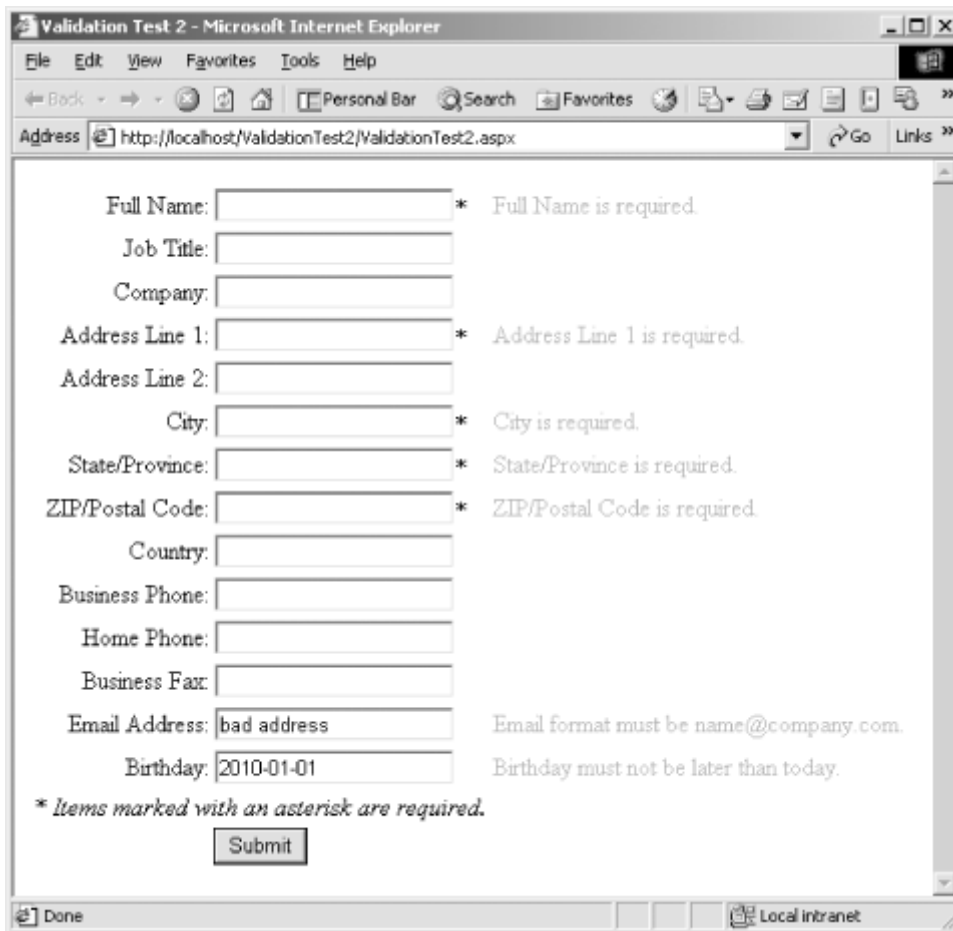 Validation Test 2 - Microsoft Internet Explorer
File Edit View Favorites Tools Help
Back Personal Bar Search Favorites »
Address http://localhost/ValidationTest2/ValidationTest2.aspx Go Links »
Full Name: * Full Name is required.
Job Title:
Company:
Address Line 1: * Address Line 1 is required.
Address Line 2:
City: * City is required.
State/Province: * State/Province is required.
ZIP/Postal Code: * ZIP/Postal Code is required.
Country:
Business Phone:
Home Phone:
Business Fax:
Email Address: bad address Email format must be name@company.com.
Birthday: 2010-01-01 Birthday must not be later than today.
* Items marked with an asterisk are required.
Submit
Done Local intranet